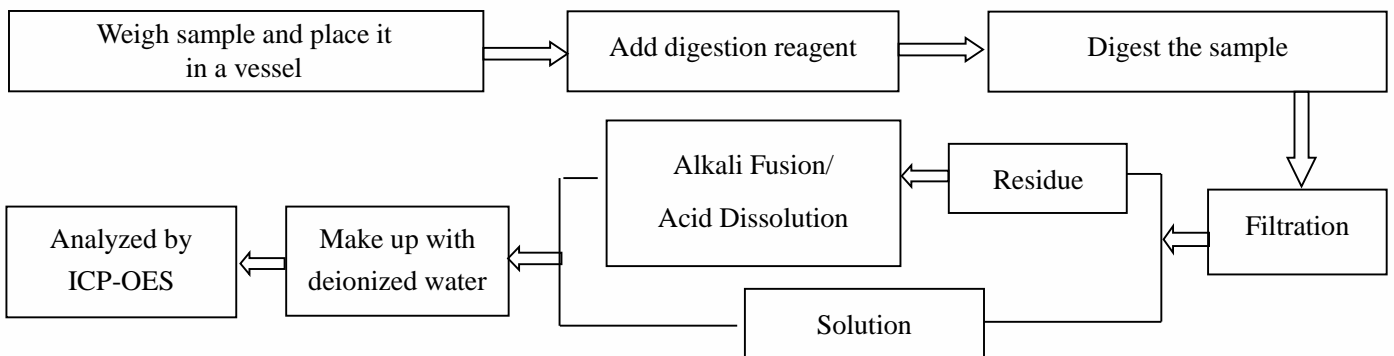 Weigh sample and place it
in a vessel
Add digestion reagent
Digest the sample
Filtration
Residue
Alkali Fusion/
Acid Dissolution
Solution
Make up with
deionized water
Analyzed by
ICP-OES